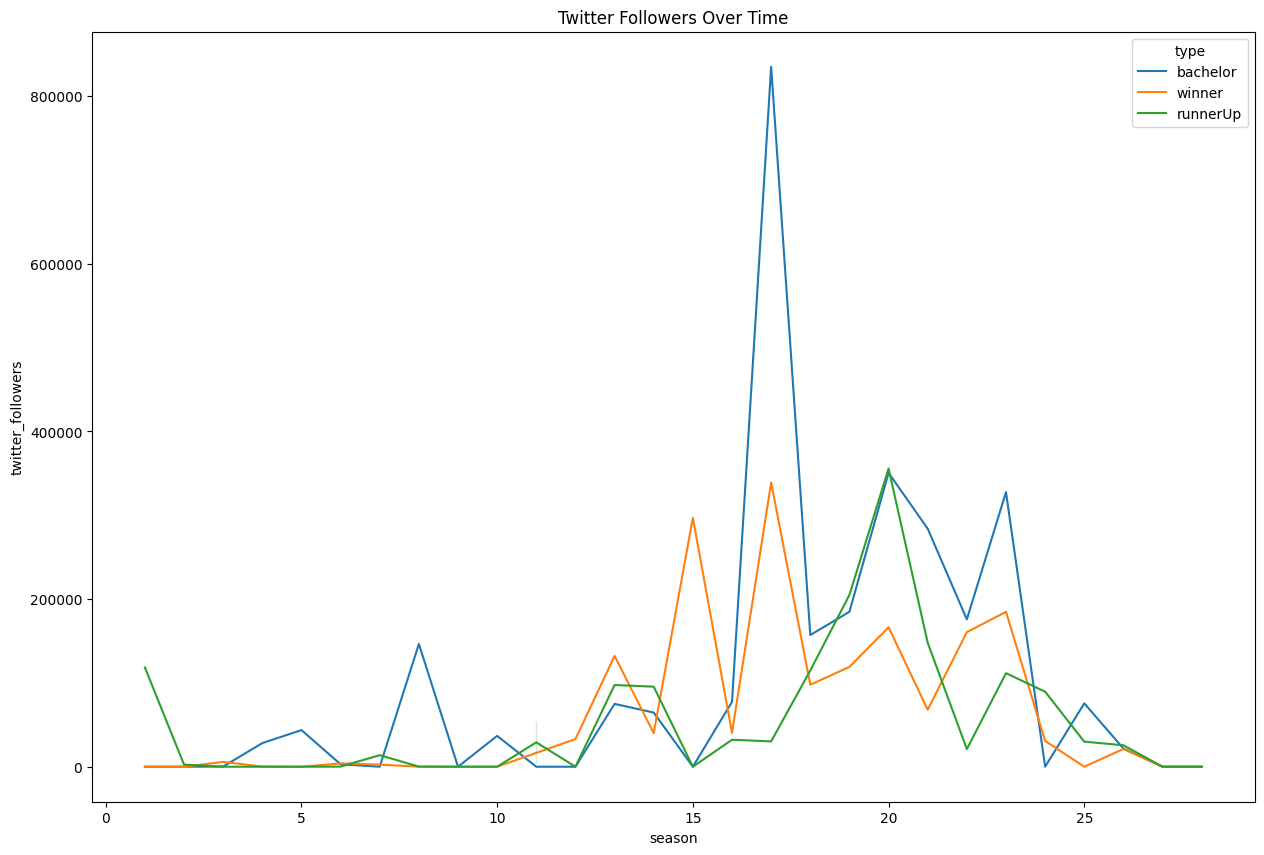 Twitter Followers Over Time
type
bachelor
winner
runnerUp
800000
600000
400000
200000
0
twitter_followers
0 5 10 15 20 25
season